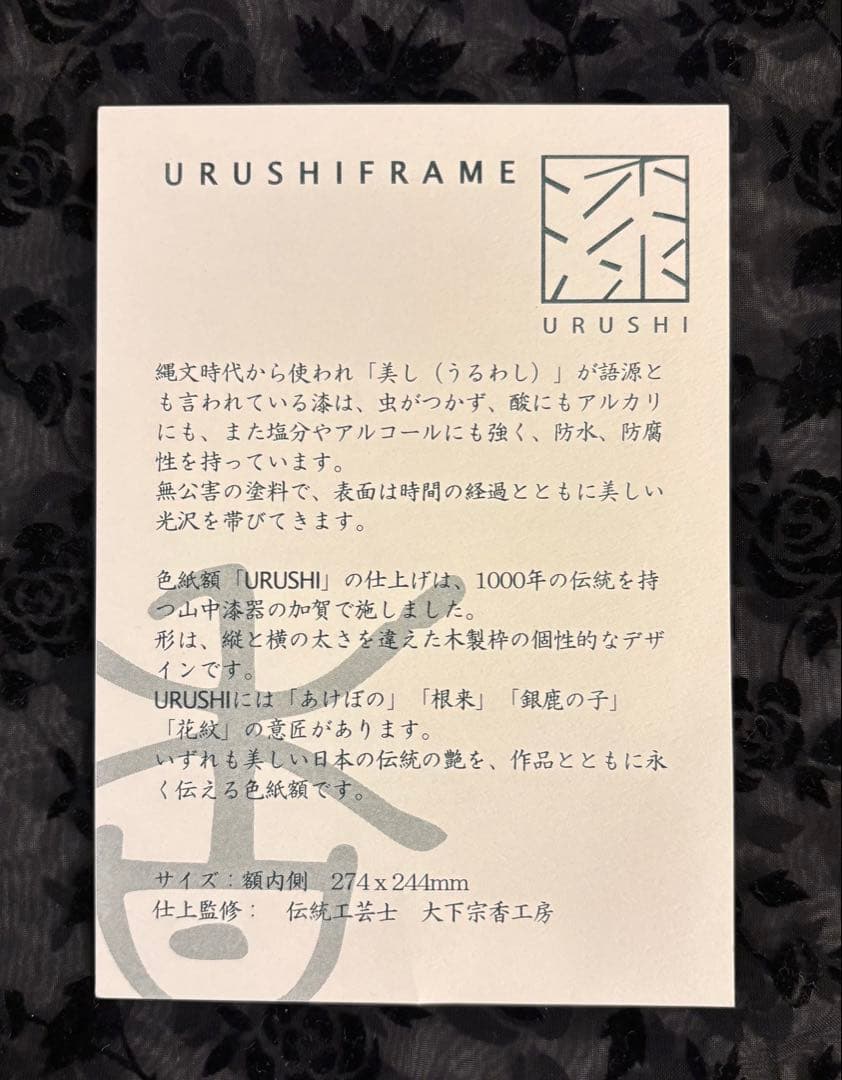 URUSHIFRAME
漆
URUSHI
縄文時代から使われ「美し（うるわし）」が語源と
も言われている漆は、虫がつかず、酸にもアルカリ
にも、また塩分やアルコールにも強く、防水、防腐
性を持っています。
無公害の塗料で、表面は時間の経過とともに美しい
光沢を帯びてきます。
色紙額「URUSHI」の仕上げは、1000年の伝統を持
つ山中漆器の加賀で施しました。
形は、縦と横の太さを違えた木製枠の個性的なデザ
インです。
URUSHIには「あけぼの」「根来」「銀鹿の子」
「花紋」の意匠があります。
いずれも美しい日本の伝統の艶を、作品とともに永
く伝える色紙額です。
サイズ：額内側　274 x 244mm
仕上監修：　伝統工芸士　大下宗香工房